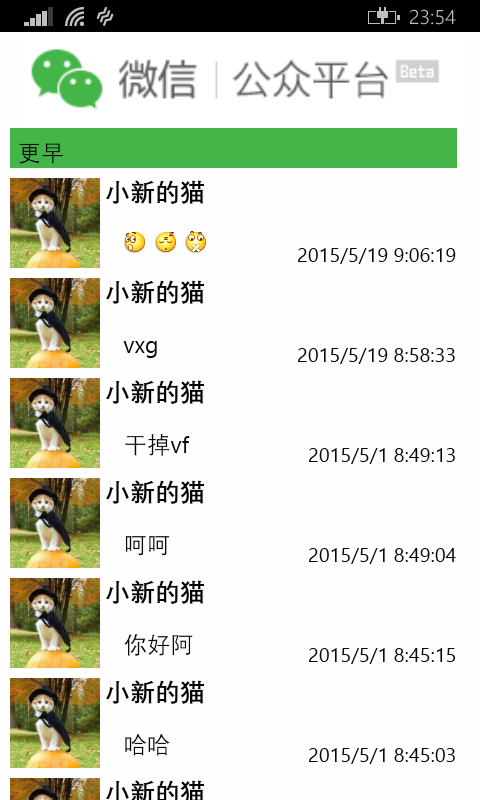 23:54
微信 | 公众平台 Beta
更早
小新的猫
2015/5/19 9:06:19
小新的猫
vxg
2015/5/19 8:58:33
小新的猫
干掉vf
2015/5/1 8:49:13
小新的猫
呵呵
2015/5/1 8:49:04
小新的猫
你好阿
2015/5/1 8:45:15
小新的猫
哈哈
2015/5/1 8:45:03
小新的猫